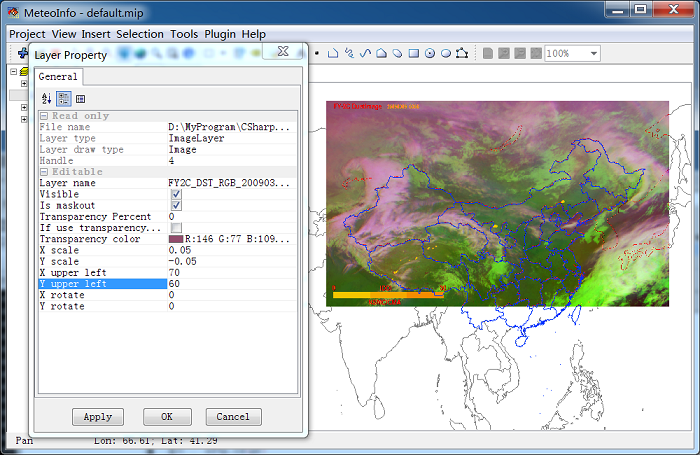 MeteoInfo - default.mip
Project View Insert Selection Tools Plugin Help
100%
Layer Property
General
Read only
File name D:\MyProgram\CSharp...
Layer type ImageLayer
Layer draw type Image
Handle 4
Editable
Layer name FY2C_DST_RGB_200903...
Visible
Is maskout
Transparency Percent 0
If use transparency...
Transparency color R:146 G:77 B:109...
X scale 0.05
Y scale -0.05
X upper left 70
Y upper left 60
X rotate 0
Y rotate 0
Apply OK Cancel
Pan Lon: 66.61; Lat: 41.29